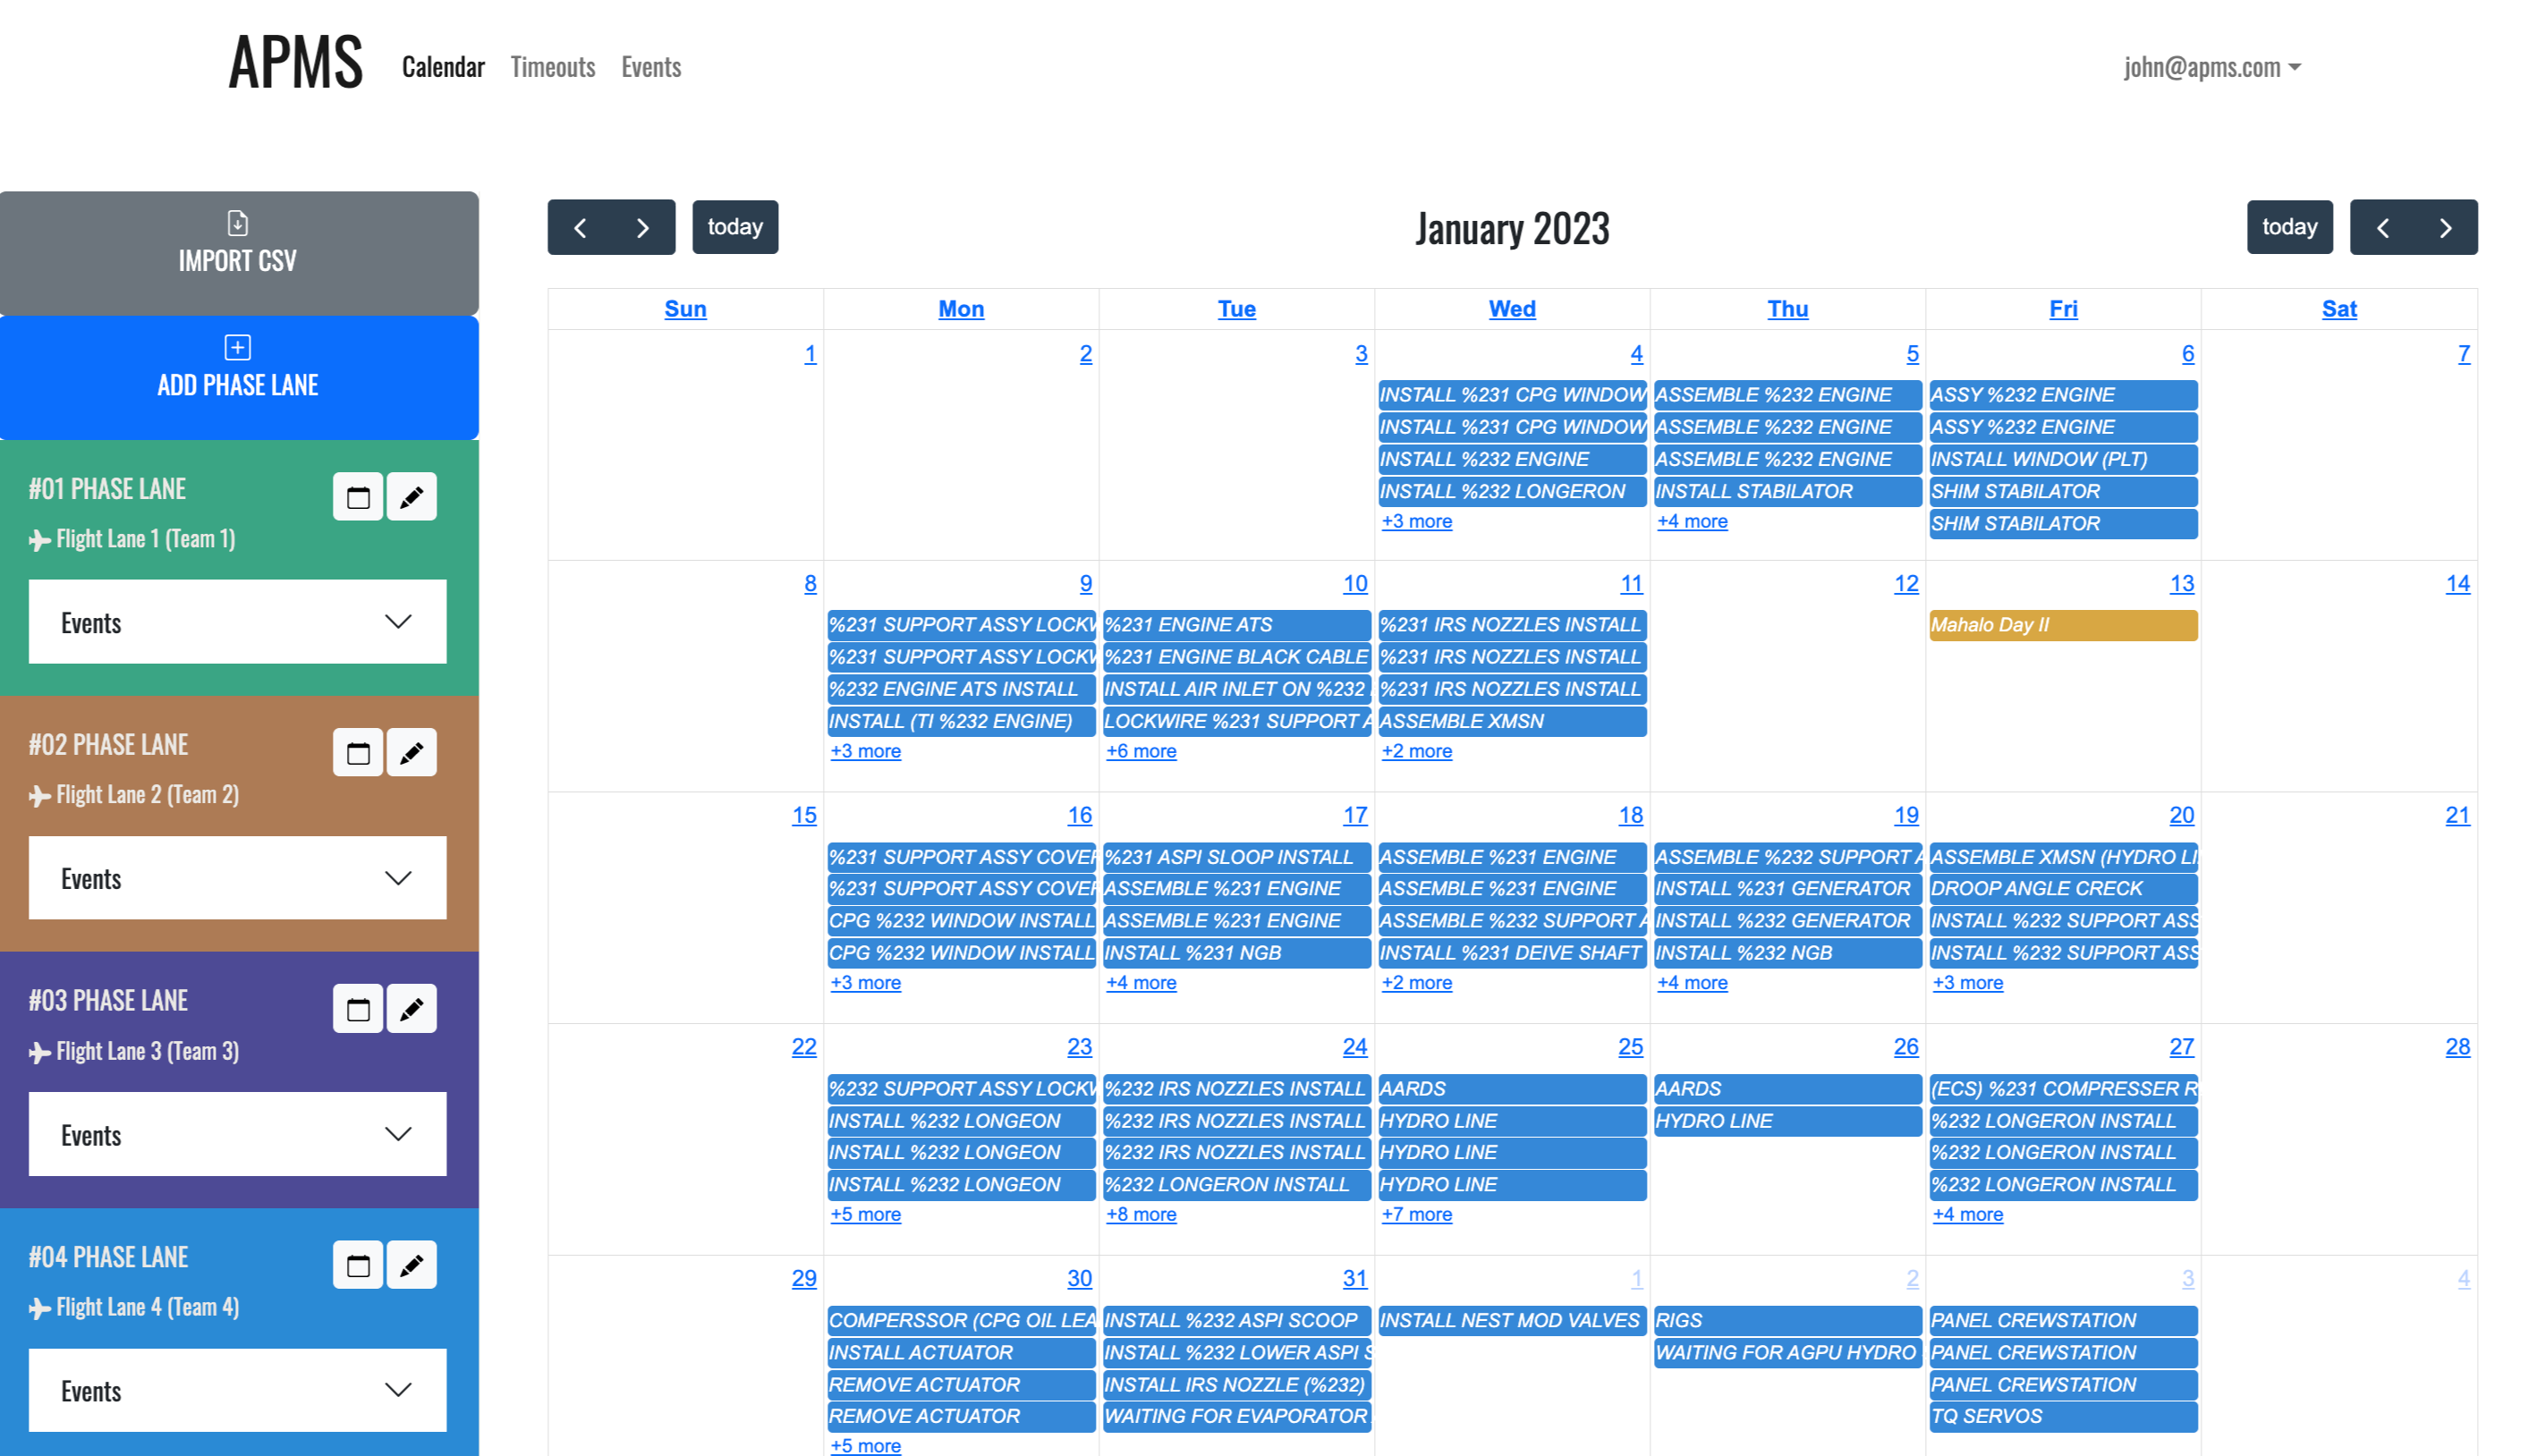 APMS Calendar Timeouts Events john@apms.com
IMPORT CSV
ADD PHASE LANE
#01 PHASE LANE
Flight Lane 1 (Team 1)
Events
#02 PHASE LANE
Flight Lane 2 (Team 2)
Events
#03 PHASE LANE
Flight Lane 3 (Team 3)
Events
#04 PHASE LANE
Flight Lane 4 (Team 4)
Events
today January 2023 today
Sun Mon Tue Wed Thu Fri Sat
1 2 3 4 5 6 7
INSTALL %231 CPG WINDOW ASSEMBLE %232 ENGINE ASSY %232 ENGINE
INSTALL %231 CPG WINDOW ASSEMBLE %232 ENGINE ASSY %232 ENGINE
INSTALL %232 ENGINE ASSEMBLE %232 ENGINE INSTALL WINDOW (PLT)
INSTALL %232 LONGERON INSTALL STABILATOR SHIM STABILATOR
+3 more +4 more SHIM STABILATOR
8 9 10 11 12 13 14
%231 SUPPORT ASSY LOCKW %231 ENGINE ATS %231 IRS NOZZLES INSTALL Mahalo Day II
%231 SUPPORT ASSY LOCKW %231 ENGINE BLACK CABLE %231 IRS NOZZLES INSTALL
%232 ENGINE ATS INSTALL INSTALL AIR INLET ON %232 %231 IRS NOZZLES INSTALL
INSTALL (TI %232 ENGINE) LOCKWIRE %231 SUPPORT A ASSEMBLE XMSN
+3 more +6 more +2 more
15 16 17 18 19 20 21
%231 SUPPORT ASSY COVER %231 ASPI SLOOP INSTALL ASSEMBLE %231 ENGINE ASSEMBLE %232 SUPPORT A ASSEMBLE XMSN (HYDRO LI
%231 SUPPORT ASSY COVER ASSEMBLE %231 ENGINE ASSEMBLE %231 ENGINE INSTALL %231 GENERATOR DROOP ANGLE CRECK
CPG %232 WINDOW INSTALL ASSEMBLE %231 ENGINE ASSEMBLE %232 SUPPORT A INSTALL %232 GENERATOR INSTALL %232 SUPPORT ASS
CPG %232 WINDOW INSTALL INSTALL %231 NGB INSTALL %231 DEIVE SHAFT INSTALL %232 NGB INSTALL %232 SUPPORT ASS
+3 more +4 more +2 more +4 more +3 more
22 23 24 25 26 27 28
%232 SUPPORT ASSY LOCKW %232 IRS NOZZLES INSTALL AARDS AARDS (ECS) %231 COMPRESSER R
INSTALL %232 LONGEON %232 IRS NOZZLES INSTALL HYDRO LINE HYDRO LINE %232 LONGERON INSTALL
INSTALL %232 LONGEON %232 IRS NOZZLES INSTALL HYDRO LINE %232 LONGERON INSTALL
INSTALL %232 LONGEON %232 LONGERON INSTALL HYDRO LINE %232 LONGERON INSTALL
+5 more +8 more +7 more +4 more
29 30 31 1 2 3 4
COMPERSSOR (CPG OIL LEA INSTALL %232 ASPI SCOOP INSTALL NEST MOD VALVES RIGS PANEL CREWSTATION
INSTALL ACTUATOR INSTALL %232 LOWER ASPI S WAITING FOR AGPU HYDRO PANEL CREWSTATION
REMOVE ACTUATOR INSTALL IRS NOZZLE (%232) PANEL CREWSTATION
REMOVE ACTUATOR WAITING FOR EVAPORATOR TQ SERVOS
+5 more